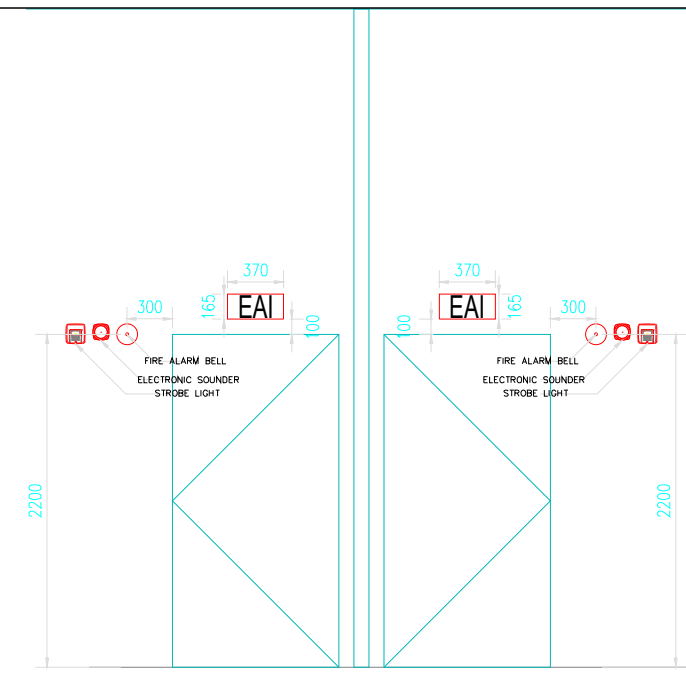 370
370
EAI
EAI
165
165
300
300
100
100
FIRE ALARM BELL
FIRE ALARM BELL
ELECTRONIC SOUNDER
ELECTRONIC SOUNDER
STROBE LIGHT
STROBE LIGHT
2200
2200